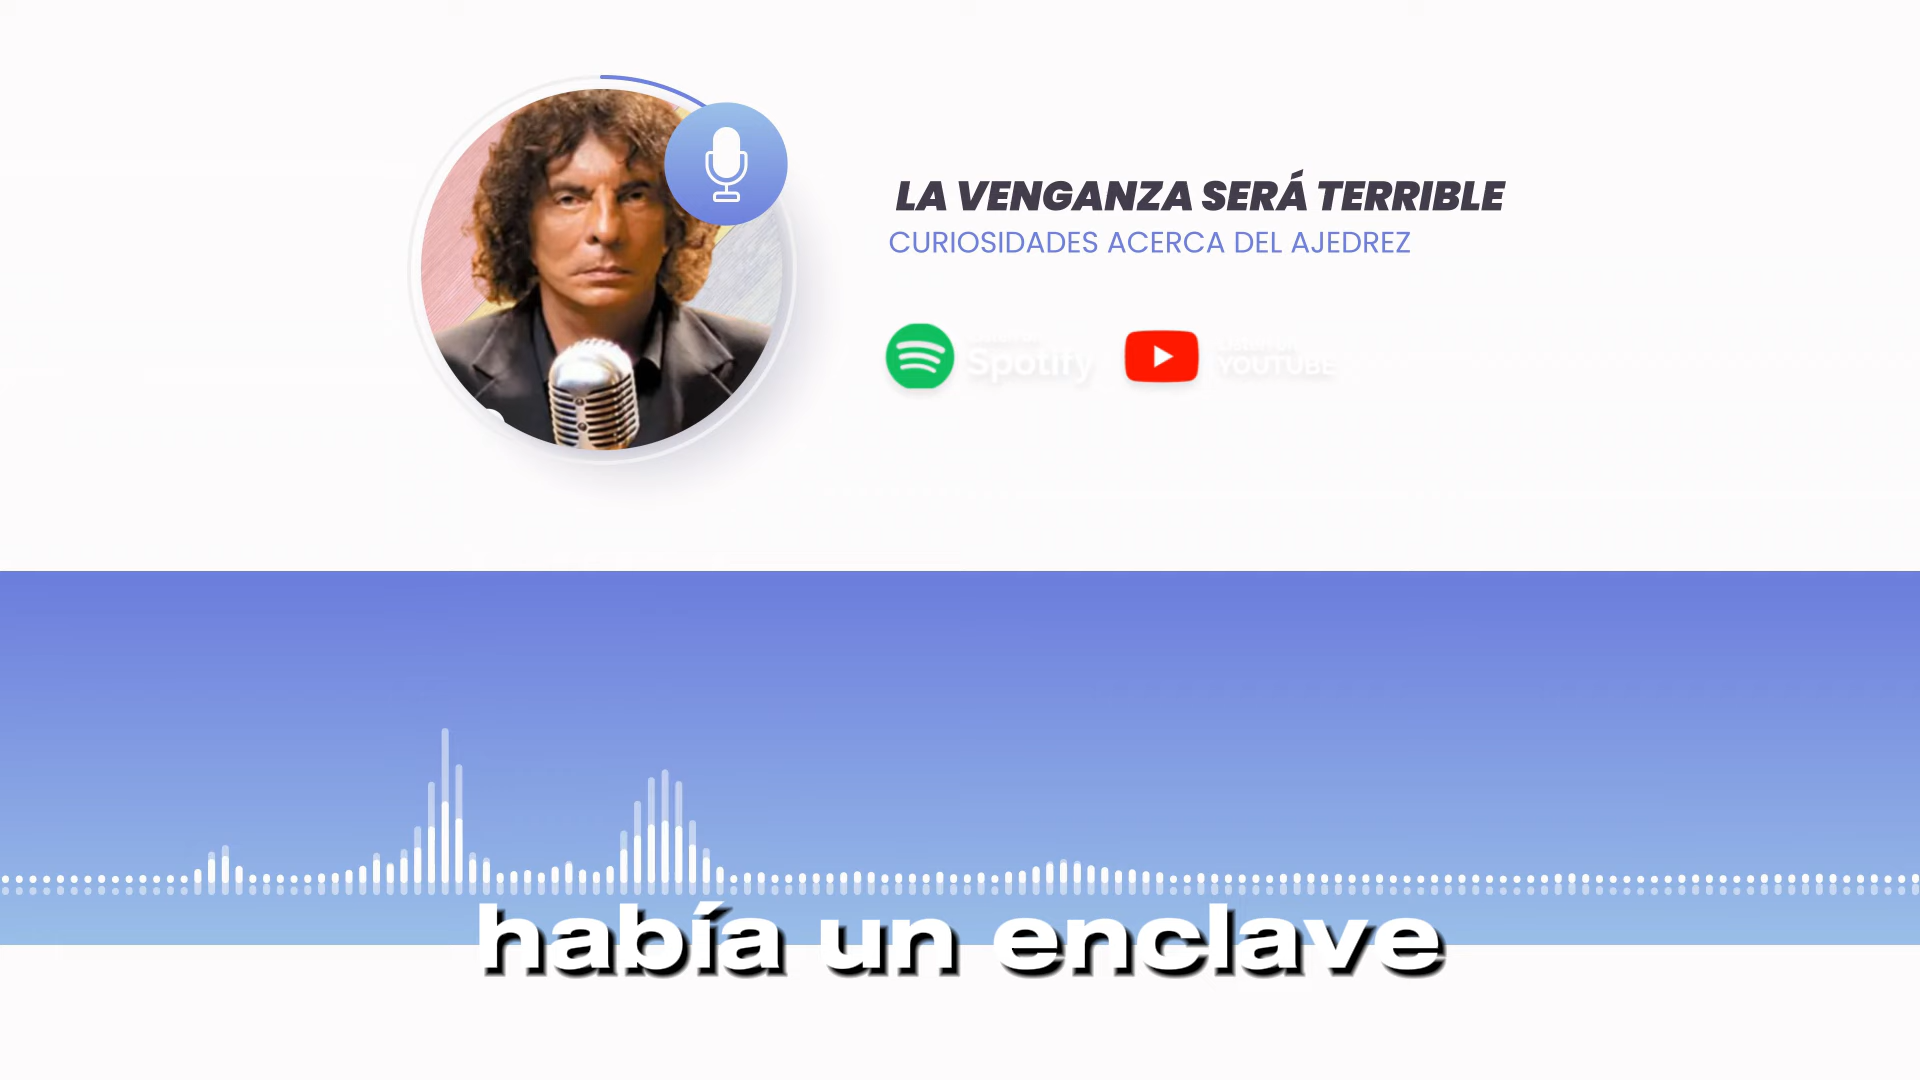 LA VENGANZA SERÁ TERRIBLE
CURIOSIDADES ACERCA DEL AJEDREZ
Spotify
YOUTUBE
había un enclave